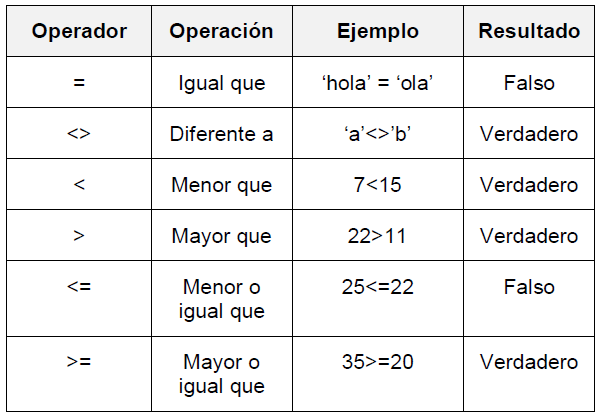 Operador Operación Ejemplo Resultado
= Igual que ‘hola’ = ‘ola’ Falso
<> Diferente a ‘a’<>’b’ Verdadero
< Menor que 7<15 Verdadero
> Mayor que 22>11 Verdadero
<= Menor o igual que 25<=22 Falso
>= Mayor o igual que 35>=20 Verdadero